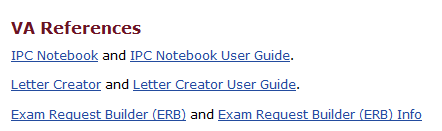 VA References
IPC Notebook and IPC Notebook User Guide.
Letter Creator and Letter Creator User Guide.
Exam Request Builder (ERB) and Exam Request Builder (ERB) Info